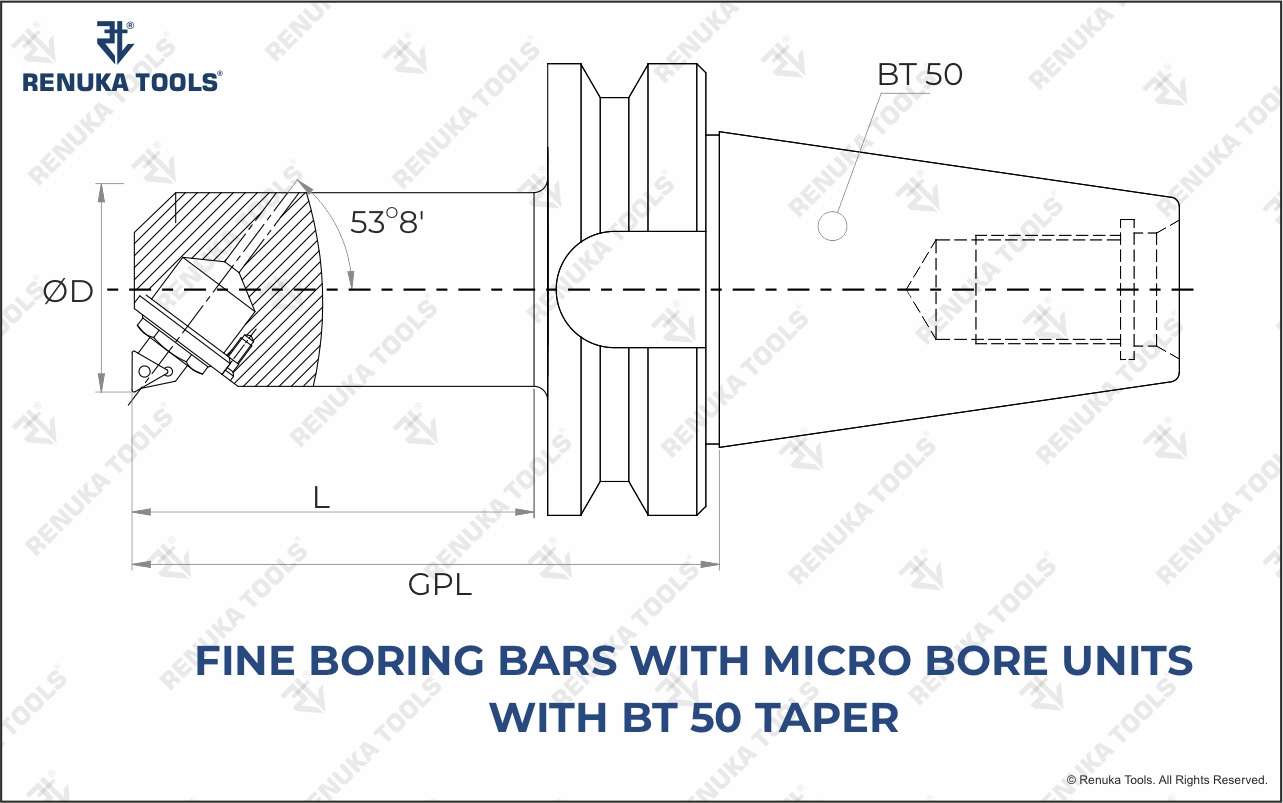 RENUKA TOOLS®
BT 50
53°8'
ØD
L
GPL
FINE BORING BARS WITH MICRO BORE UNITS
WITH BT 50 TAPER
© Renuka Tools. All Rights Reserved.